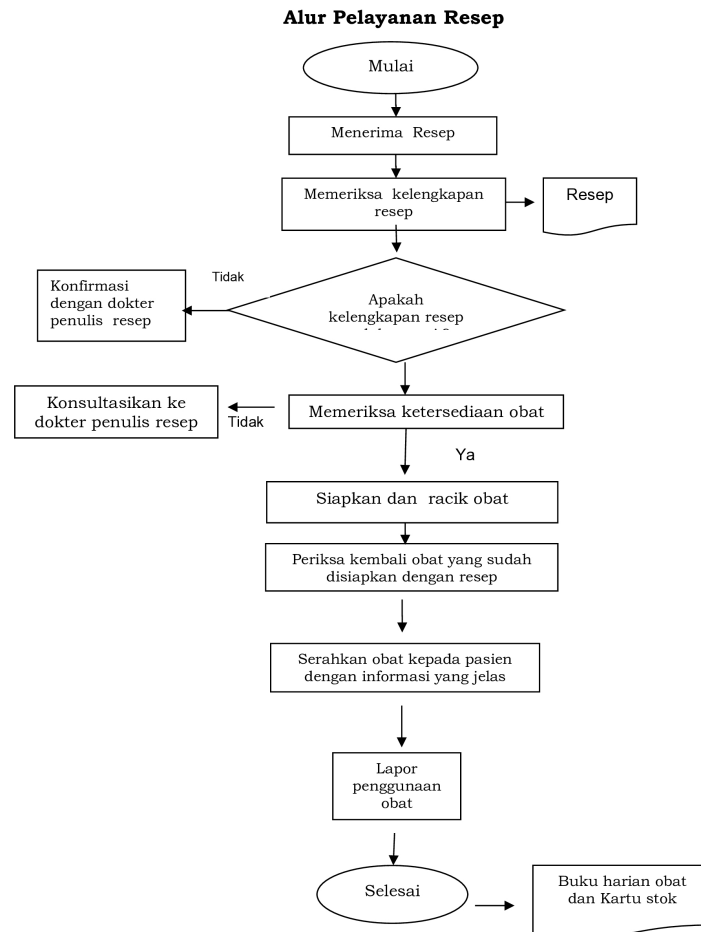 Alur Pelayanan Resep
Mulai
Menerima Resep
Memeriksa kelengkapan
resep
Resep
Tidak
Konfirmasi
dengan dokter
penulis resep
Apakah
kelengkapan resep
Konsultasikan ke
dokter penulis resep
Tidak
Memeriksa ketersediaan obat
Ya
Siapkan dan racik obat
Periksa kembali obat yang sudah
disiapkan dengan resep
Serahkan obat kepada pasien
dengan informasi yang jelas
Lapor
penggunaan
obat
Selesai
Buku harian obat
dan Kartu stok